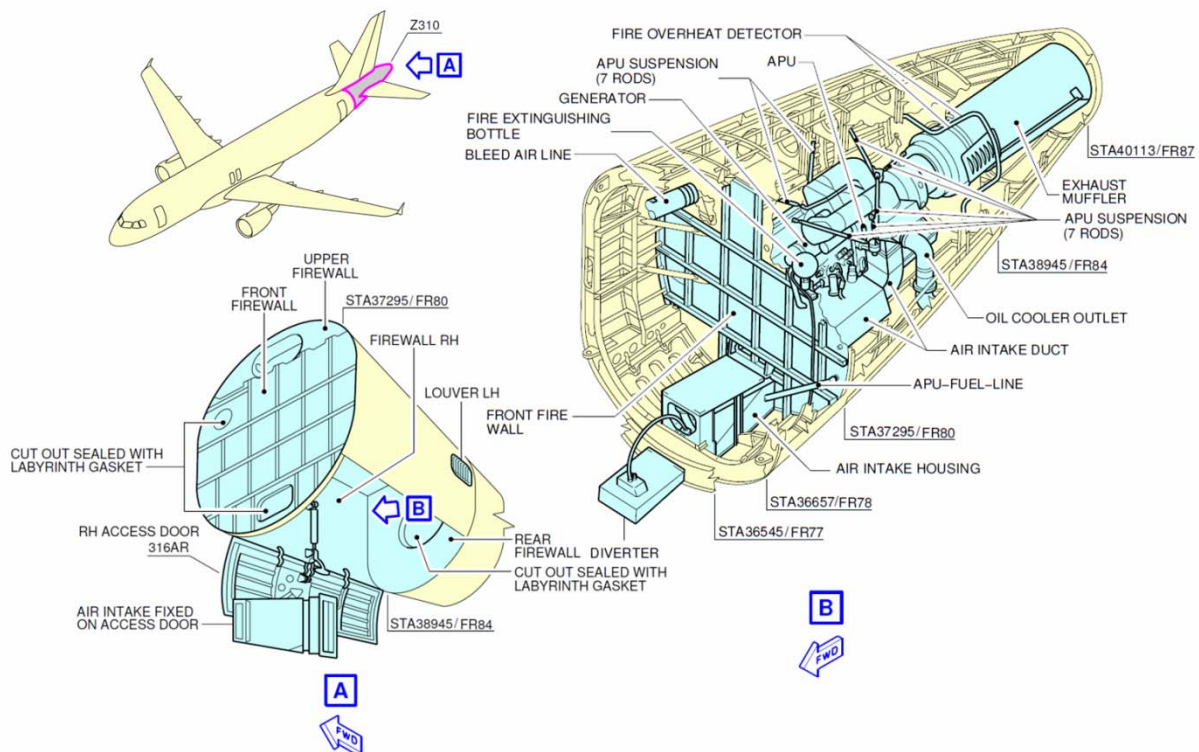 Z310
A
UPPER
FIREWALL
FRONT
FIREWALL
STA37295/FR80
FIREWALL RH
LOUVER LH
CUT OUT SEALED WITH
LABYRINTH GASKET
B
RH ACCESS DOOR
316AR
REAR
FIREWALL
CUT OUT SEALED WITH
LABYRINTH GASKET
AIR INTAKE FIXED
ON ACCESS DOOR
STA38945/FR84
A
FWD
FIRE OVERHEAT DETECTOR
APU SUSPENSION
(7 RODS)
APU
GENERATOR
FIRE EXTINGUISHING
BOTTLE
BLEED AIR LINE
STA40113/FR87
EXHAUST
MUFFLER
APU SUSPENSION
(7 RODS)
STA38945/FR84
OIL COOLER OUTLET
AIR INTAKE DUCT
APU-FUEL-LINE
FRONT FIRE
WALL
STA37295/FR80
AIR INTAKE HOUSING
STA36657/FR78
STA36545/FR77
DIVERTER
B
FWD